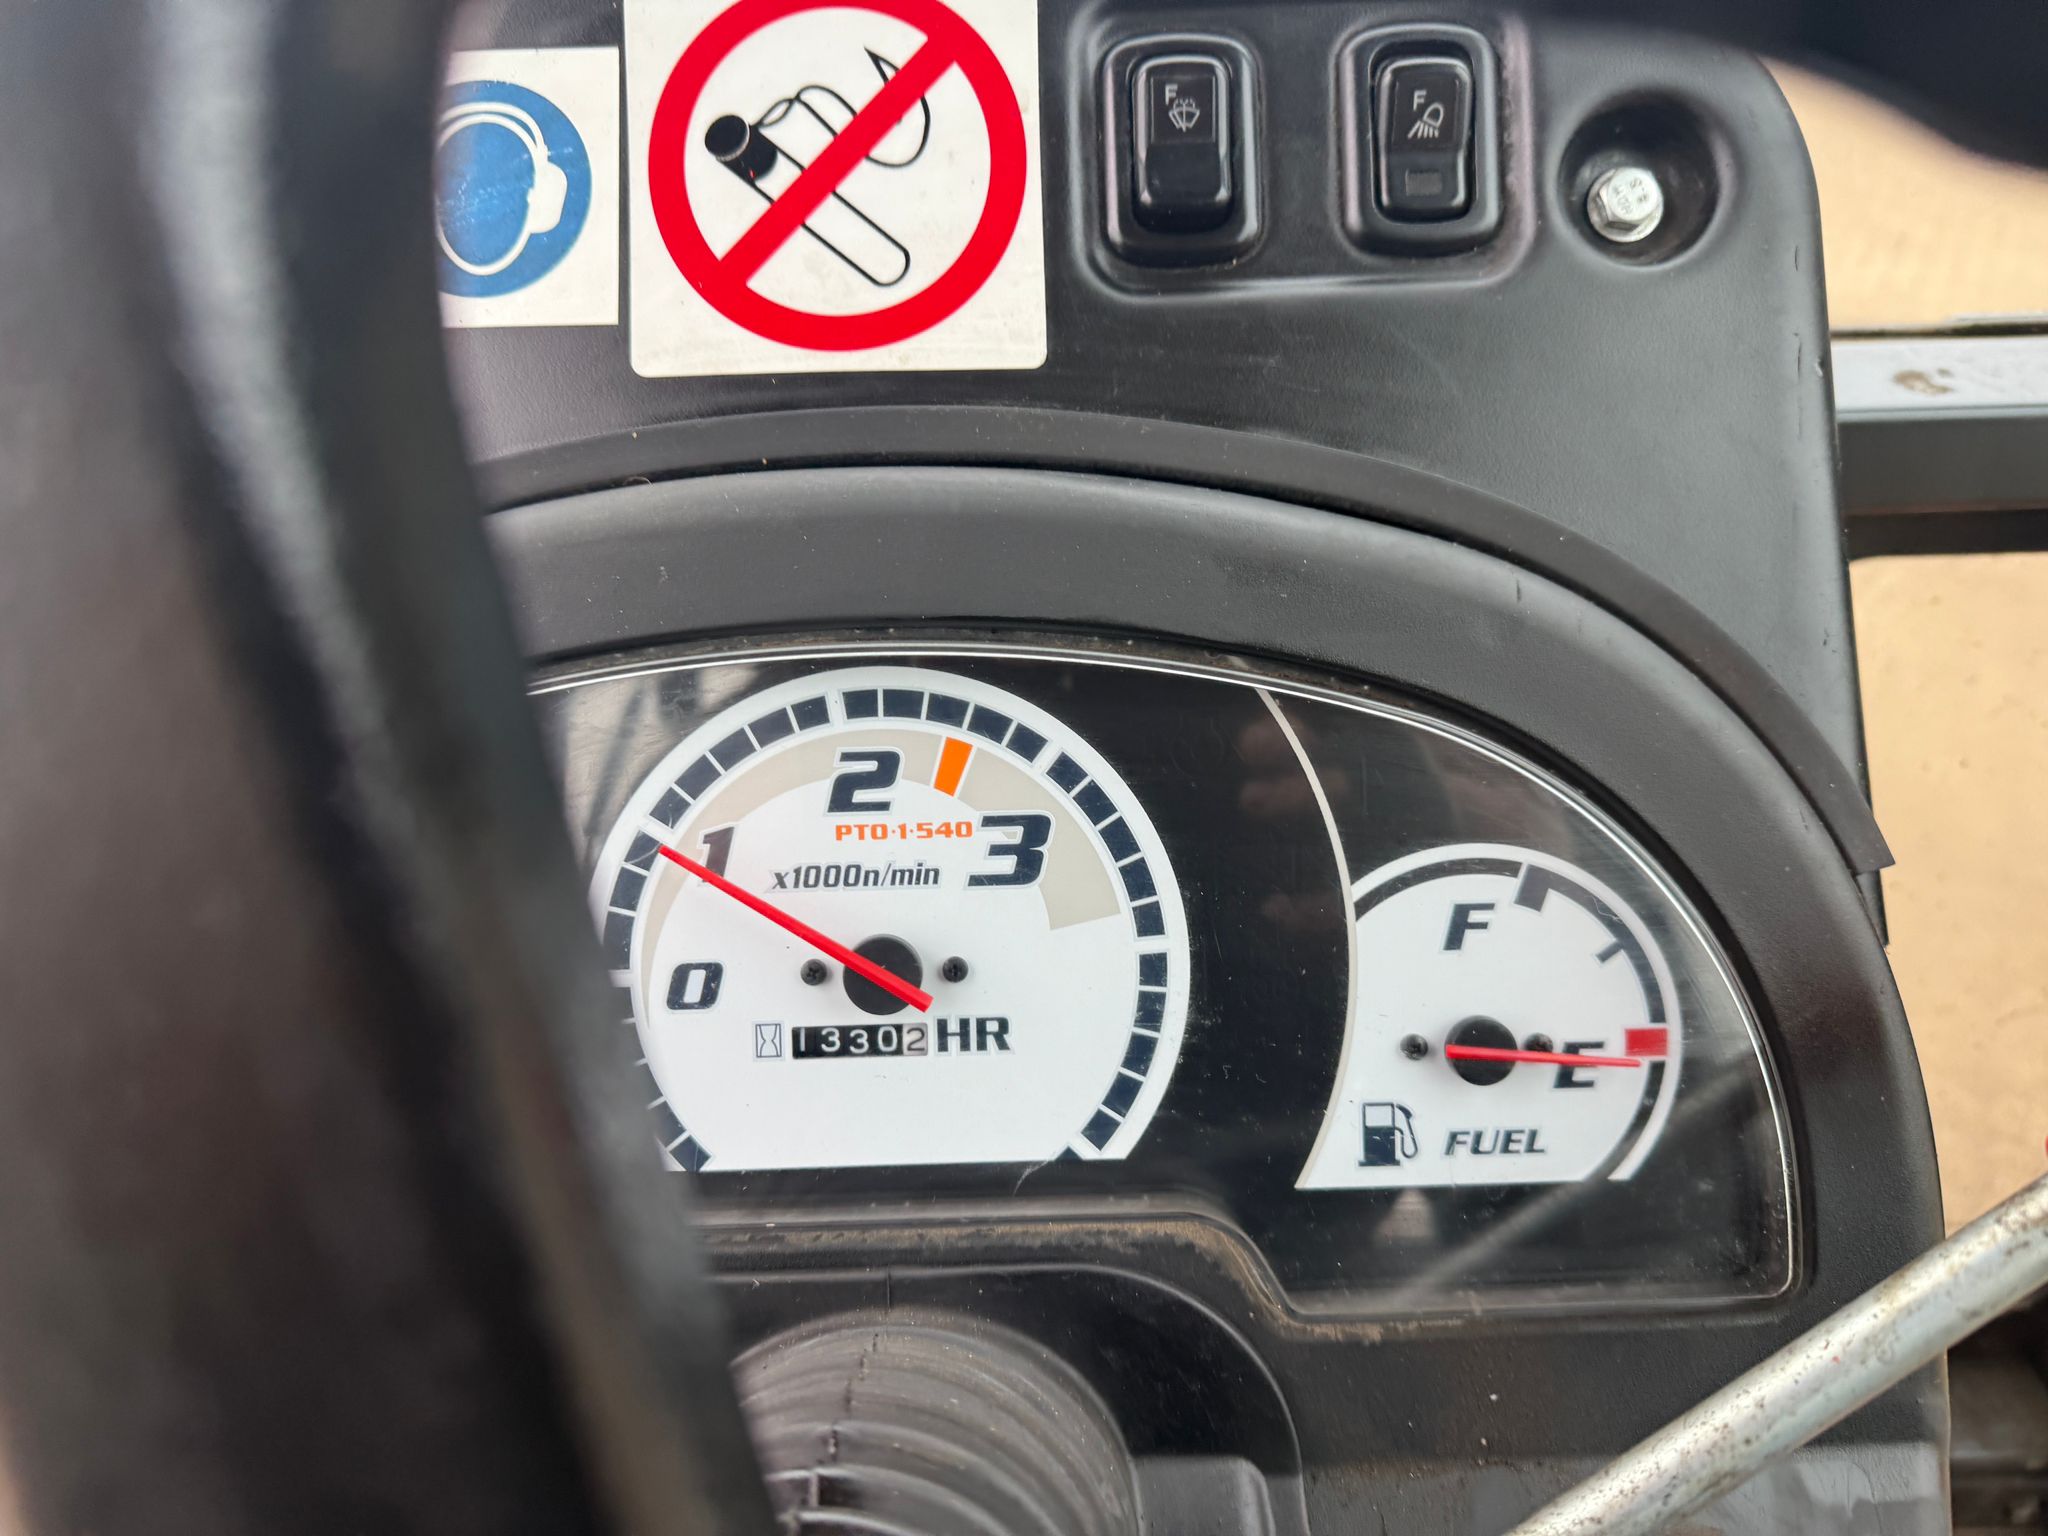 F
F
2
PTO·1·540
1
3
x1000n/min
0
13302 HR
F
E
FUEL